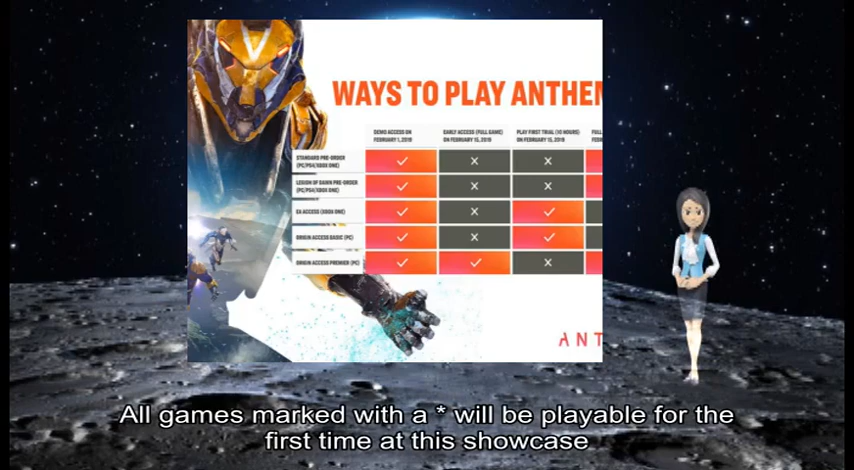 WAYS TO PLAY ANTHEM
DEMO ACCESS ON
FEBRUARY 1, 2019
EARLY ACCESS (FULL GAME)
ON FEBRUARY 15, 2019
PLAY FIRST TRIAL (10 HOURS)
ON FEBRUARY 15, 2019
STANDARD PRE-ORDER
(PC/PS4/XBOX ONE)
LEGION OF DAWN PRE-ORDER
(PC/PS4/XBOX ONE)
EA ACCESS (XBOX ONE)
ORIGIN ACCESS BASIC (PC)
ORIGIN ACCESS PREMIER (PC)
ANT
All games marked with a * will be playable for the
first time at this showcase